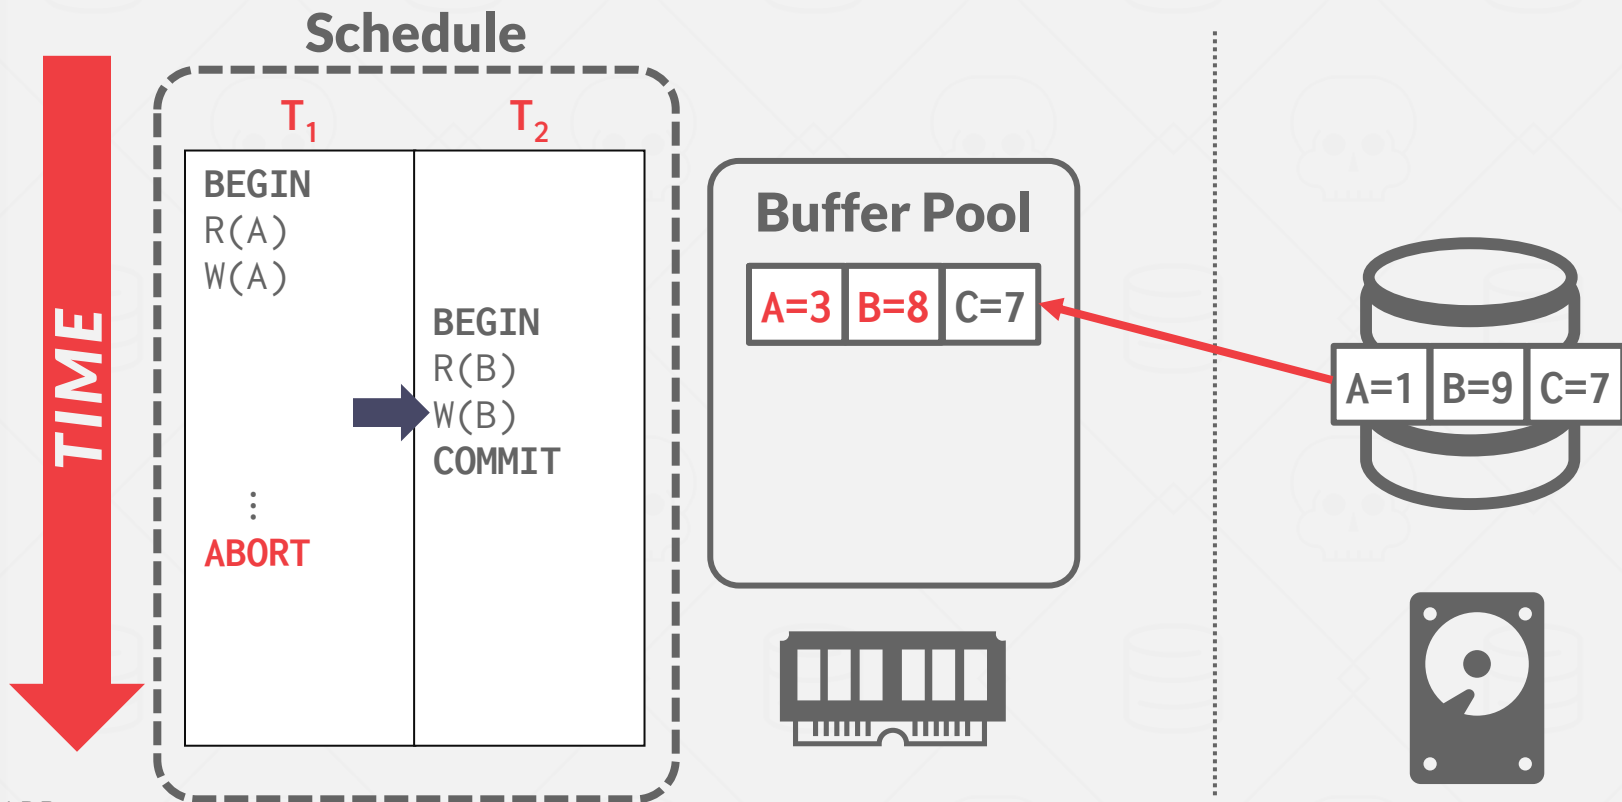 Schedule
TIME
T1
T2
BEGIN
R(A)
W(A)
BEGIN
R(B)
W(B)
COMMIT
⋮
ABORT
Buffer Pool
A=3 B=8 C=7
A=1 B=9 C=7